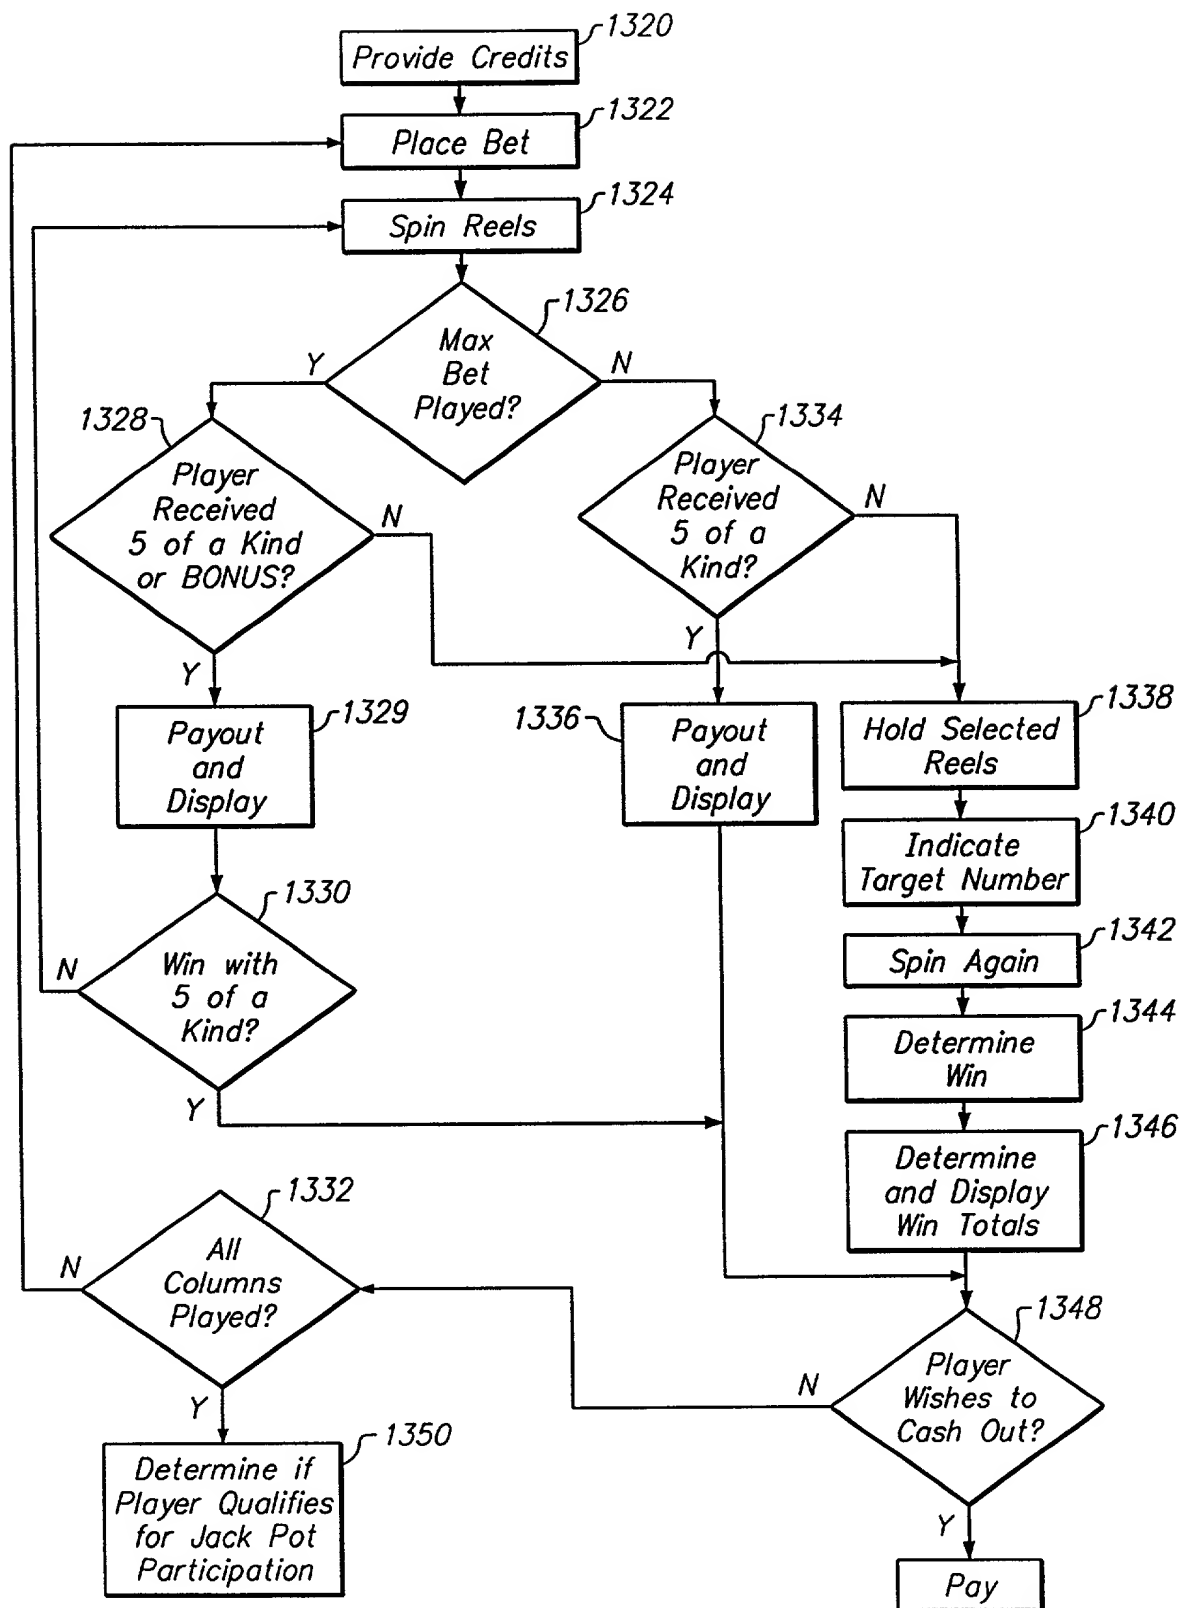 1320
Provide Credits
1322
Place Bet
1324
Spin Reels
1326
Max
Bet
Played?
Y
N
1328
Player
Received
5 of a Kind
or BONUS?
N
Y
1334
Player
Received
5 of a
Kind?
N
Y
1329
Payout
and
Display
1336
Payout
and
Display
1338
Hold Selected
Reels
1340
Indicate
Target Number
1342
Spin Again
1344
Determine
Win
1346
Determine
and Display
Win Totals
1330
Win with
5 of a
Kind?
N
Y
1332
All
Columns
Played?
N
Y
1348
Player
Wishes to
Cash Out?
N
Y
1350
Determine if
Player Qualifies
for Jack Pot
Participation
Pay